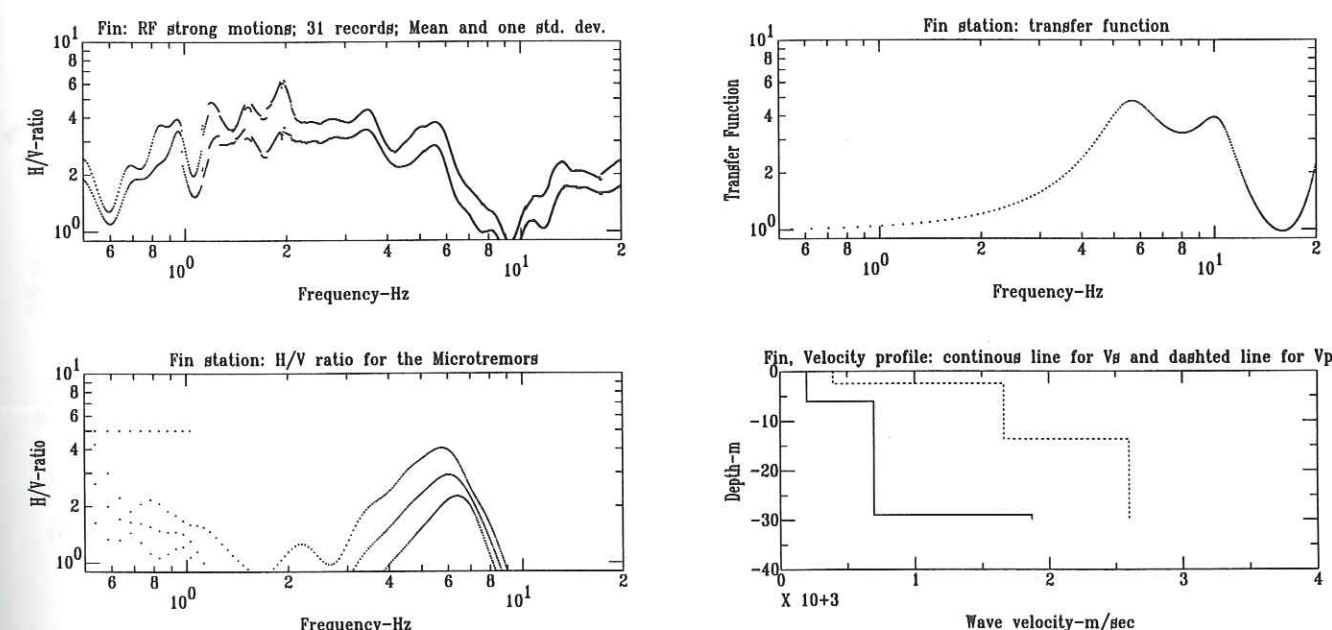 Fin: RF strong motions; 31 records; Mean and one std. dev.
10^1
8
6
4
2
10^0
H/V-ratio
6 8 10^0 2 4 6 8 10^1 2
Frequency-Hz
Fin station: transfer function
10^1
8
6
4
2
10^0
Transfer Function
6 8 10^0 2 4 6 8 10^1 2
Frequency-Hz
Fin station: H/V ratio for the Microtremors
10^1
8
6
4
2
10^0
H/V-ratio
6 8 10^0 2 4 6 8 10^1 2
Frequency-Hz
Fin, Velocity profile: continous line for Vs and dashted line for Vp
0
-10
-20
-30
-40
Depth-m
0 1 2 3 4
X 10+3
Wave velocity-m/sec